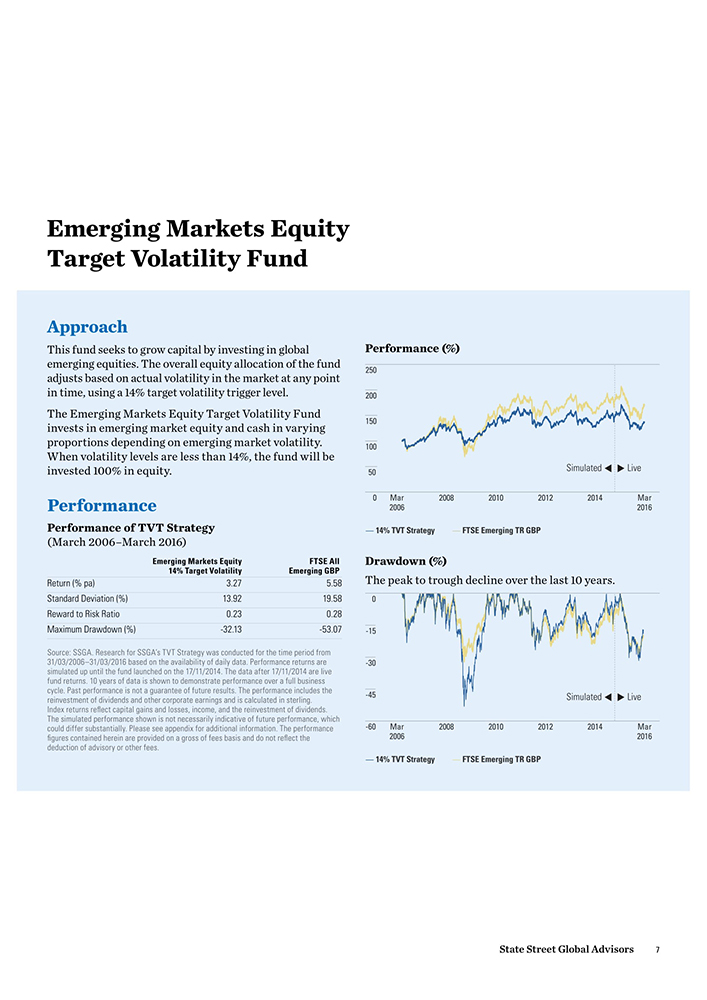 Emerging Markets Equity
Target Volatility Fund
Approach
This fund seeks to grow capital by investing in global
emerging equities. The overall equity allocation of the fund
adjusts based on actual volatility in the market at any point
in time, using a 14% target volatility trigger level.
The Emerging Markets Equity Target Volatility Fund
invests in emerging market equity and cash in varying
proportions depending on emerging market volatility.
When volatility levels are less than 14%, the fund will be
invested 100% in equity.
Performance
Performance of TVT Strategy
(March 2006–March 2016)
Emerging Markets Equity FTSE All
14% Target Volatility Emerging GBP
Return (% pa) 3.27 5.58
Standard Deviation (%) 13.92 19.58
Reward to Risk Ratio 0.23 0.28
Maximum Drawdown (%) -32.13 -53.07
Source: SSGA. Research for SSGA's TVT Strategy was conducted for the time period from
31/03/2006–31/03/2016 based on the availability of daily data. Performance returns are
simulated up until the fund launched on the 17/11/2014. The data after 17/11/2014 are live
fund returns. 10 years of data is shown to demonstrate performance over a full business
cycle. Past performance is not a guarantee of future results. The performance includes the
reinvestment of dividends and other corporate earnings and is calculated in sterling.
Index returns reflect capital gains and losses, income, and the reinvestment of dividends.
The simulated performance shown is not necessarily indicative of future performance, which
could differ substantially. Please see appendix for additional information. The performance
figures contained herein are provided on a gross of fees basis and do not reflect the
deduction of advisory or other fees.
Performance (%)
250
200
150
100
50
Simulated ◀ ▶ Live
0 Mar 2008 2010 2012 2014 Mar
2006 2016
— 14% TVT Strategy — FTSE Emerging TR GBP
Drawdown (%)
The peak to trough decline over the last 10 years.
0
-15
-30
-45
Simulated ◀ ▶ Live
-60 Mar 2008 2010 2012 2014 Mar
2006 2016
— 14% TVT Strategy — FTSE Emerging TR GBP
State Street Global Advisors 7